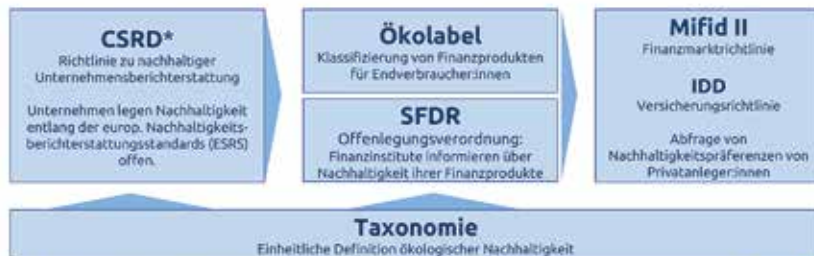 CSRD*
Richtlinie zu nachhaltiger
Unternehmensberichterstattung
Unternehmen legen Nachhaltigkeit
entlang der europ. Nachhaltigkeits-
berichterstattungsstandards (ESRS)
offen.
Ökolabel
Klassifizierung von Finanzprodukten
für Endverbraucher:innen
SFDR
Offenlegungsverordnung:
Finanzinstitute informieren über
Nachhaltigkeit ihrer Finanzprodukte
Mifid II
Finanzmarktrichtlinie
IDD
Versicherungsrichtlinie
Abfrage von
Nachhaltigkeitspräferenzen von
Privatanleger:innen
Taxonomie
Einheitliche Definition ökologischer Nachhaltigkeit